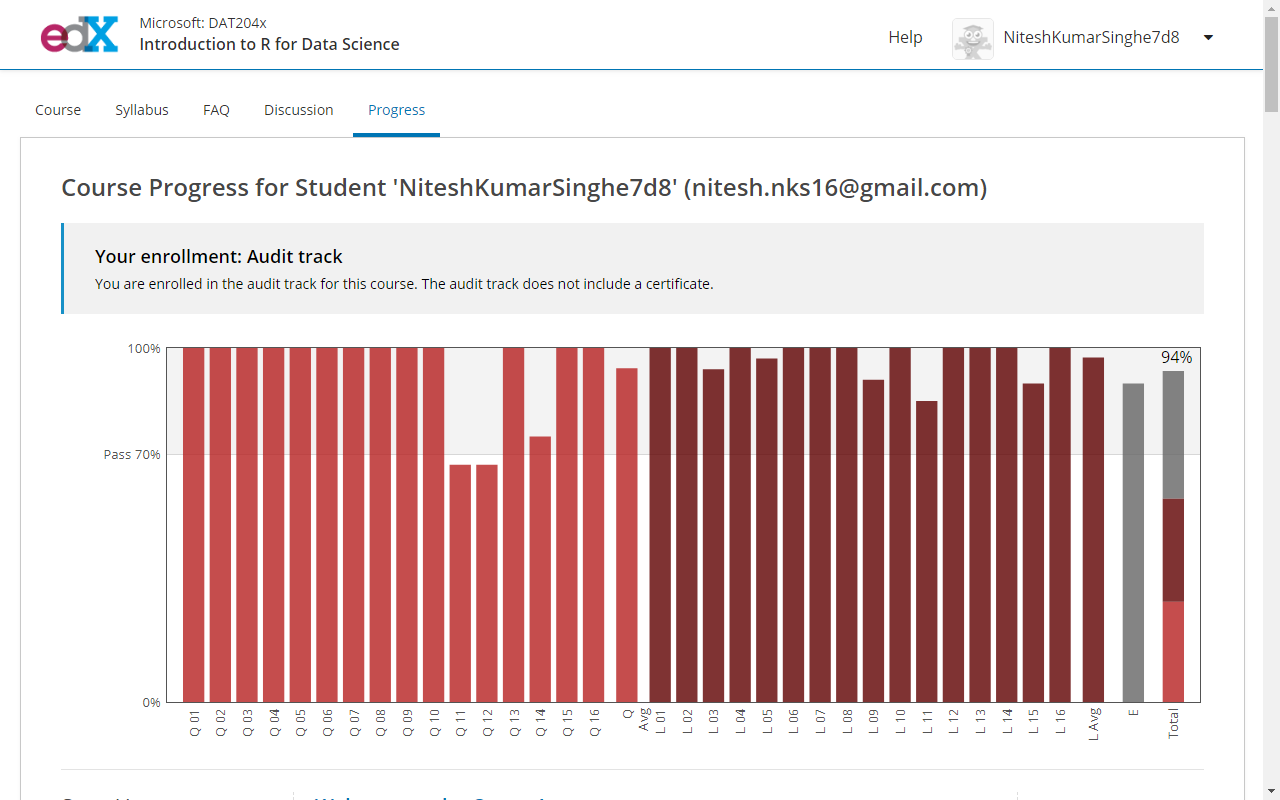 edX
Microsoft: DAT204x
Introduction to R for Data Science
Help
NiteshKumarSinghe7d8
Course
Syllabus
FAQ
Discussion
Progress
Course Progress for Student 'NiteshKumarSinghe7d8' (nitesh.nks16@gmail.com)
Your enrollment: Audit track
You are enrolled in the audit track for this course. The audit track does not include a certificate.
100%
Pass 70%
0%
94%
Q 01
Q 02
Q 03
Q 04
Q 05
Q 06
Q 07
Q 08
Q 09
Q 10
Q 11
Q 12
Q 13
Q 14
Q 15
Q 16
Q
Avg
L 01
L 02
L 03
L 04
L 05
L 06
L 07
L 08
L 09
L 10
L 11
L 12
L 13
L 14
L 15
L 16
L Avg
E
Total